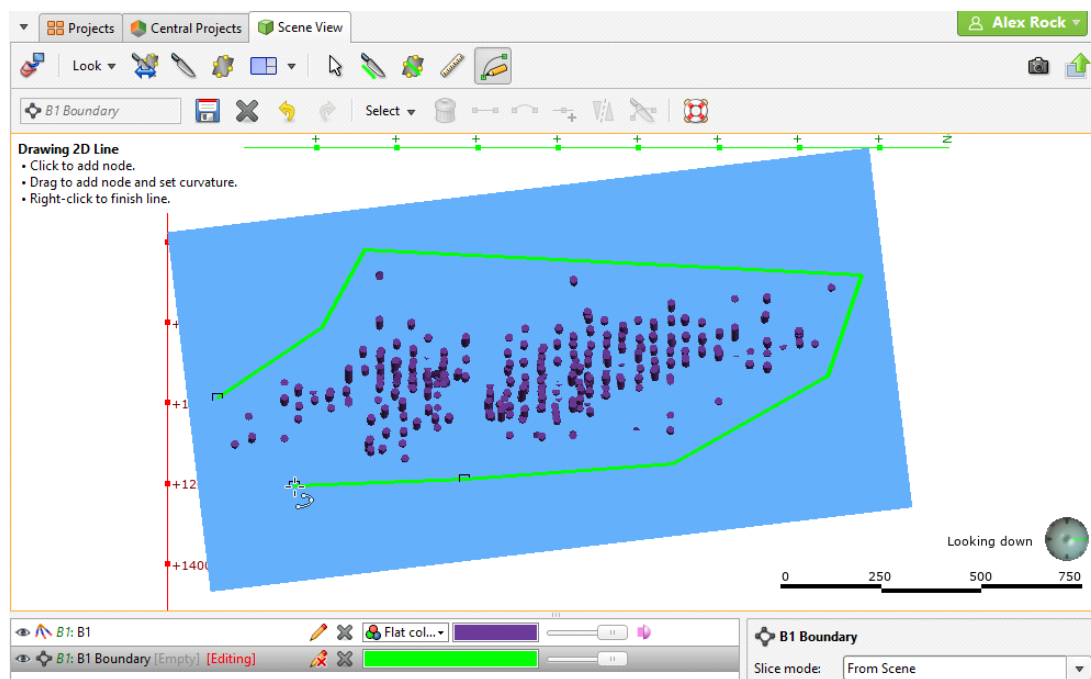 Projects Central Projects Scene View Alex Rock
Look
B1 Boundary Select
Drawing 2D Line
• Click to add node.
• Drag to add node and set curvature.
• Right-click to finish line.
+ + + + + + + + N
+
+1
+12
+1400
Looking down
0 250 500 750
B1: B1 Flat col...
B1: B1 Boundary [Empty] [Editing]
B1 Boundary
Slice mode: From Scene